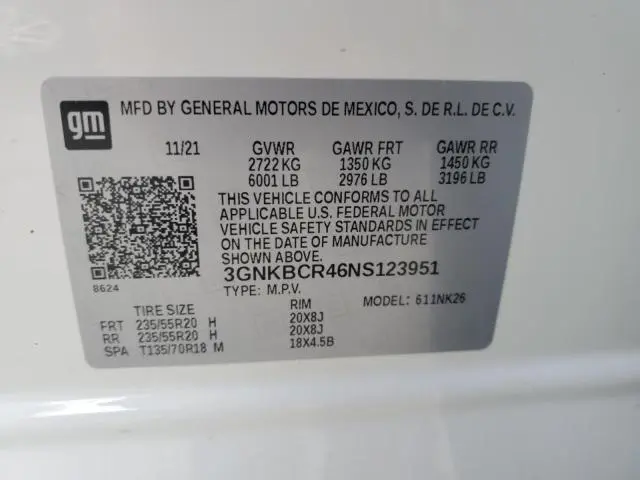 gm
MFD BY GENERAL MOTORS DE MEXICO, S. DE R.L. DE C.V.
11/21 GVWR GAWR FRT GAWR RR
2722 KG 1350 KG 1450 KG
6001 LB 2976 LB 3196 LB
THIS VEHICLE CONFORMS TO ALL
APPLICABLE U.S. FEDERAL MOTOR
VEHICLE SAFETY STANDARDS IN EFFECT
ON THE DATE OF MANUFACTURE
SHOWN ABOVE.
3GNKBCR46NS123951
8624
TYPE: M.P.V. MODEL: 611NK26
TIRE SIZE RIM
FRT 235/55R20 H 20X8J
RR 235/55R20 H 20X8J
SPA T135/70R18 M 18X4.5B